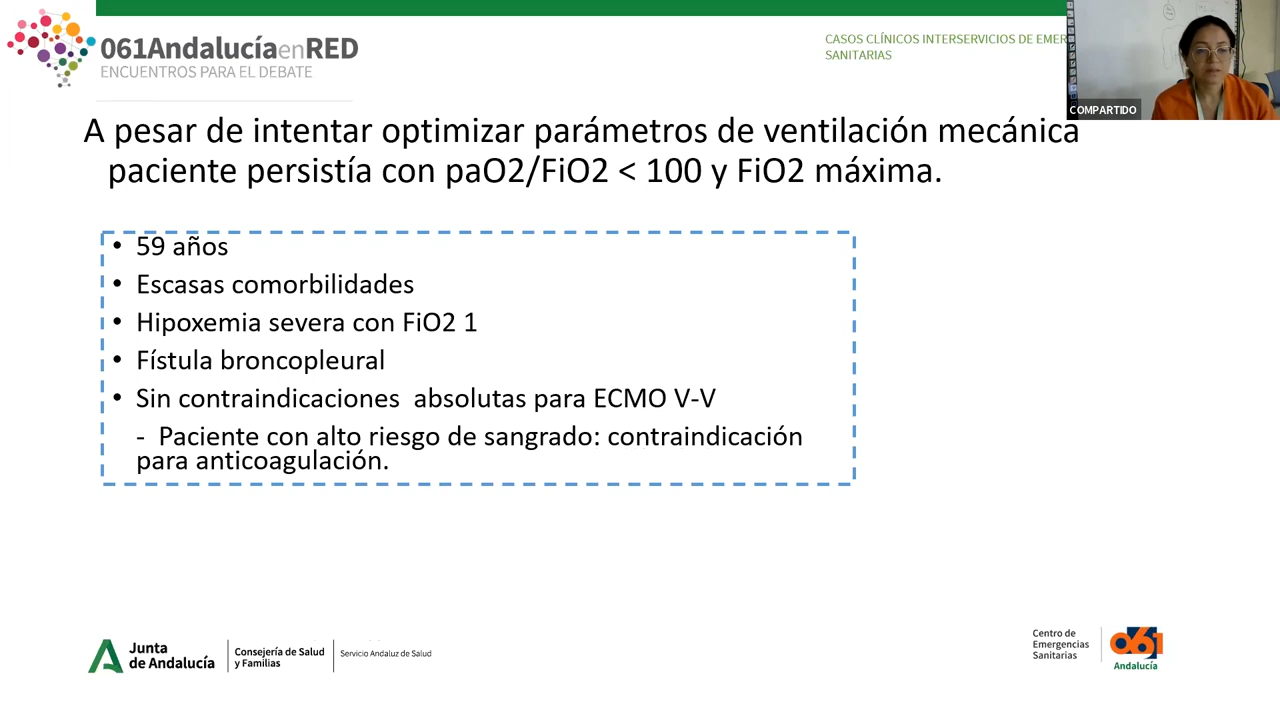 061AndalucíaenRED
ENCUENTROS PARA EL DEBATE
CASOS CLÍNICOS INTERSERVICIOS DE EMER
SANITARIAS
COMPARTIDO
A pesar de intentar optimizar parámetros de ventilación mecánica
paciente persistía con paO2/FiO2 < 100 y FiO2 máxima.
• 59 años
• Escasas comorbilidades
• Hipoxemia severa con FiO2 1
• Fístula broncopleural
• Sin contraindicaciones absolutas para ECMO V-V
- Paciente con alto riesgo de sangrado: contraindicación
para anticoagulación.
Junta
de Andalucía
Consejería de Salud
y Familias
Servicio Andaluz de Salud
Centro de
Emergencias
Sanitarias
061
Andalucía